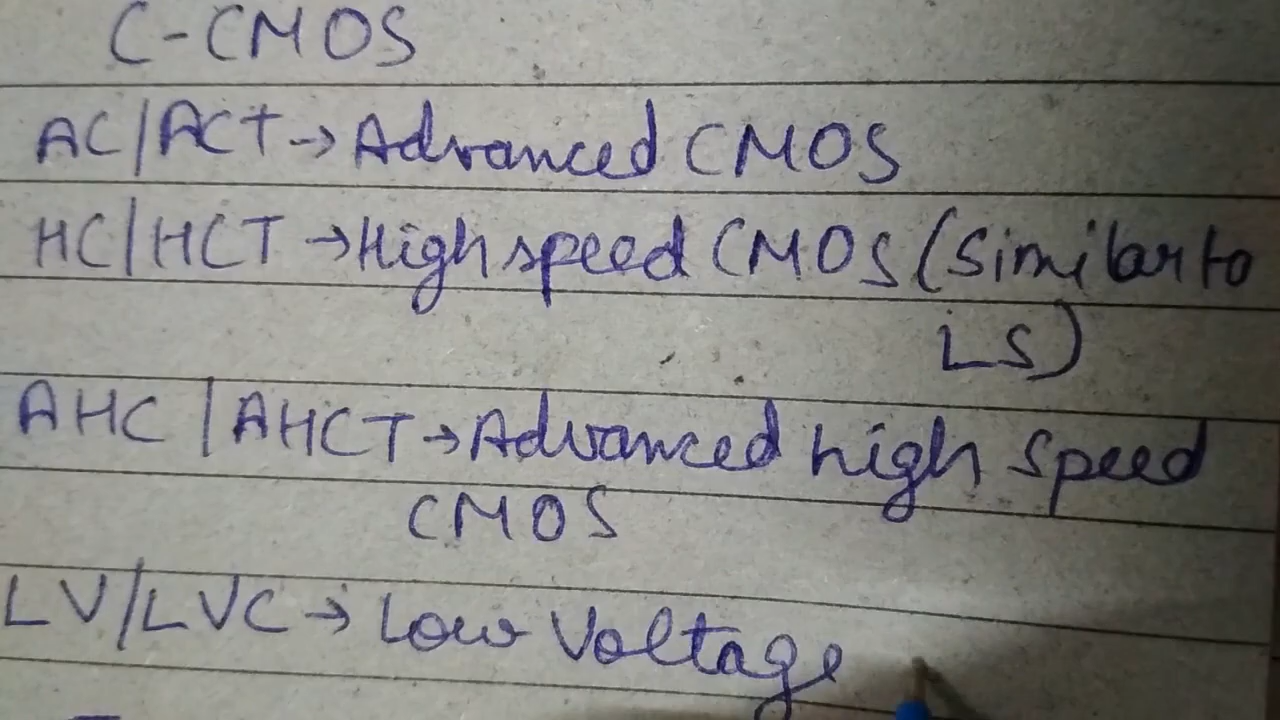 C-CMOS
AC/ACT → Advanced CMOS
HC/HCT → High speed CMOS (Similar to
LS)
AHC/AHCT → Advanced high speed
CMOS
LV/LVC → Low Voltage